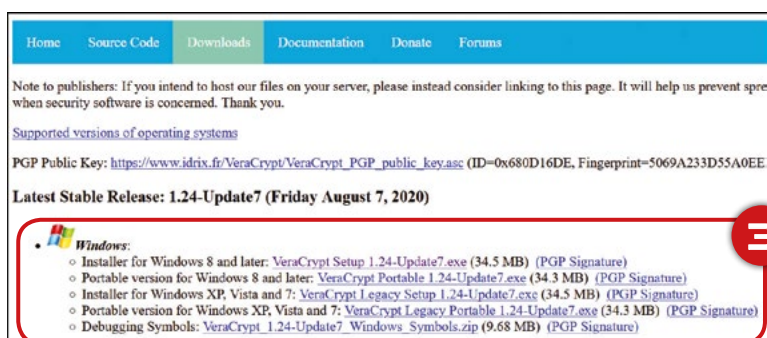 Home Source Code Downloads Documentation Donate Forums
Note to publishers: If you intend to host our files on your server, please instead consider linking to this page. It will help us prevent spre
when security software is concerned. Thank you.
Supported versions of operating systems
PGP Public Key: https://www.idrix.fr/VeraCrypt/VeraCrypt_PGP_public_key.asc (ID=0x680D16DE, Fingerprint=5069A233D55A0EE
Latest Stable Release: 1.24-Update7 (Friday August 7, 2020)
• Windows:
○ Installer for Windows 8 and later: VeraCrypt Setup 1.24-Update7.exe (34.5 MB) (PGP Signature)
○ Portable version for Windows 8 and later: VeraCrypt Portable 1.24-Update7.exe (34.3 MB) (PGP Signature)
○ Installer for Windows XP, Vista and 7: VeraCrypt Legacy Setup 1.24-Update7.exe (34.5 MB) (PGP Signature)
○ Portable version for Windows XP, Vista and 7: VeraCrypt Legacy Portable 1.24-Update7.exe (34.3 MB) (PGP Signature)
○ Debugging Symbols: VeraCrypt_1.24-Update7_Windows_Symbols.zip (9.68 MB) (PGP Signature)